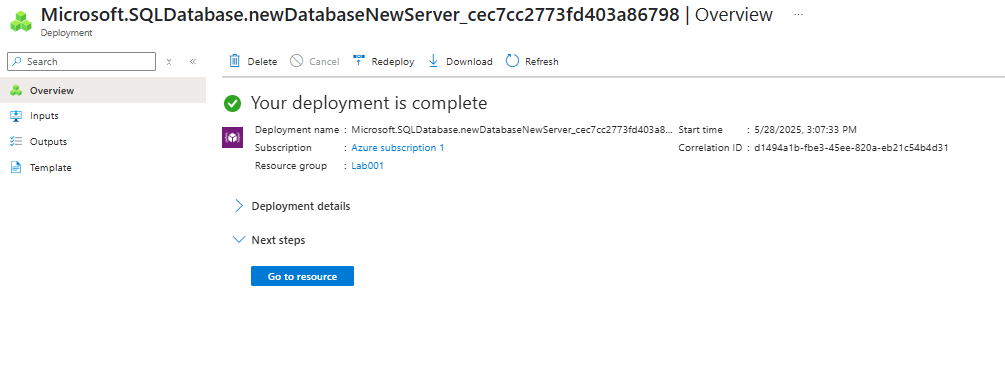 Microsoft.SQLDatabase.newDatabaseNewServer_cec7cc2773fd403a86798 | Overview ...
Deployment
Search
Overview
Inputs
Outputs
Template
Delete Cancel Redeploy Download Refresh
Your deployment is complete
Deployment name : Microsoft.SQLDatabase.newDatabaseNewServer_cec7cc2773fd403a8...
Subscription : Azure subscription 1
Resource group : Lab001
Start time : 5/28/2025, 3:07:33 PM
Correlation ID : d1494a1b-fbe3-45ee-820a-eb21c54b4d31
Deployment details
Next steps
Go to resource